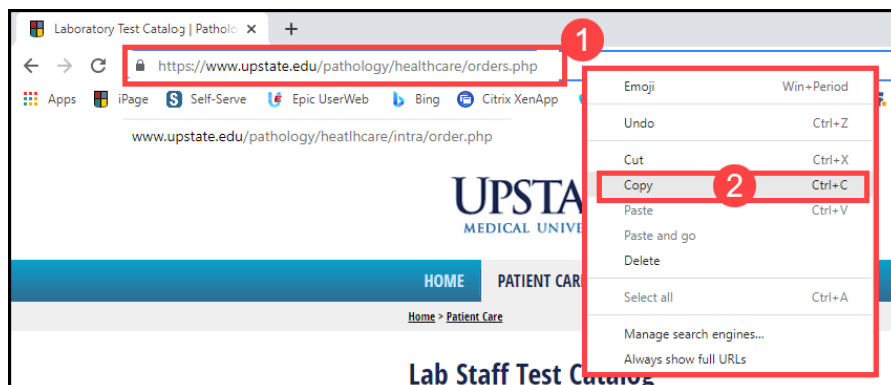 Laboratory Test Catalog | Patholo
1
https://www.upstate.edu/pathology/healthcare/orders.php
Apps iPage Self-Serve Epic UserWeb Bing Citrix XenApp
www.upstate.edu/pathology/heatlhcare/intra/order.php
Emoji Win+Period
Undo Ctrl+Z
Cut Ctrl+X
Copy 2 Ctrl+C
Paste Ctrl+V
Paste and go
Delete
Select all Ctrl+A
Manage search engines...
Always show full URLs
UPSTA
MEDICAL UNIVE
HOME PATIENT CAR
Home > Patient Care
Lab Staff Test Catalog